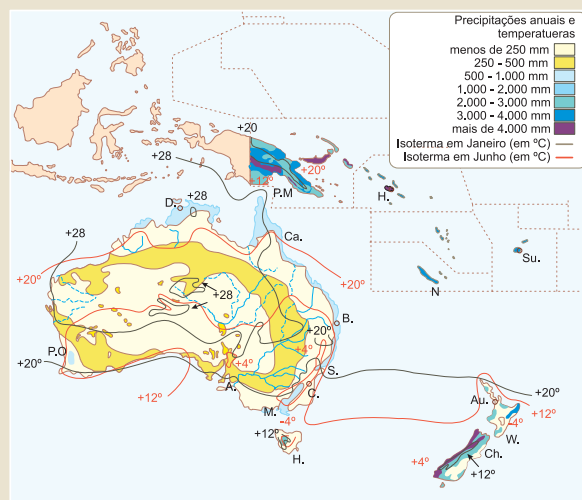 Precipitações anuais e
temperatueras
menos de 250 mm
250 - 500 mm
500 - 1.000 mm
1.000 - 2.000 mm
2.000 - 3.000 mm
3.000 - 4.000 mm
mais de 4.000 mm
Isoterma em Janeiro (em ºC)
Isoterma em Junho (em ºC)
+20
+28
+12º
+20º
P.M
H.
D.
+28
Ca.
Su.
+28
+20º
+20º
N
+28
B.
+20º
+4º
P.O
+20º
+4º
S.
A.
C.
+12º
M.
-4º
+20º
Au.
+12º
-4º
W.
+12º
H.
Ch.
+4º
+12º